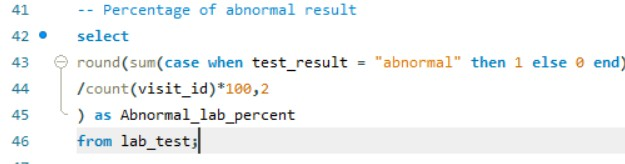 41 -- Percentage of abnormal result
42 select
43 round(sum(case when test_result = "abnormal" then 1 else 0 end)
44 /count(visit_id)*100,2
45 ) as Abnormal_lab_percent
46 from lab_test;